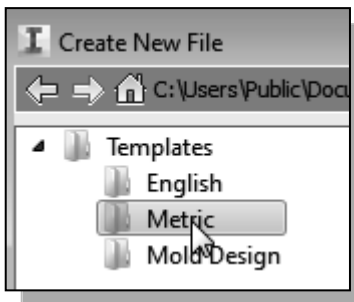 Create New File
C:\Users\Public\Docu
Templates
English
Metric
Mold Design